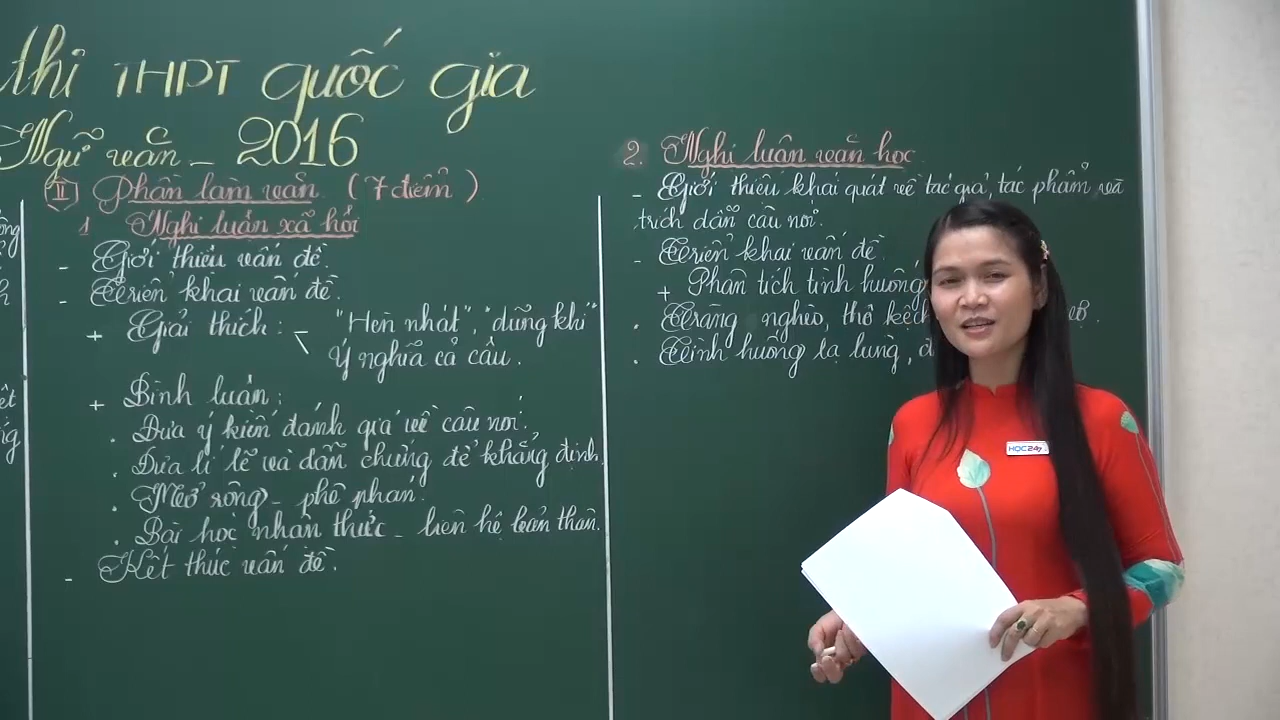 thi THPT quốc gia
Ngữ văn - 2016
II Phần làm văn (7 điểm)
1 Nghị luận xã hội
- Giới thiệu vấn đề.
- Triển khai vấn đề.
+ Giải thích: "Hèn nhát", "dũng khí"
Ý nghĩa cả câu.
+ Bình luận:
. Đưa ý kiến đánh giá về câu nói.
. Đưa lí lẽ và dẫn chứng để khẳng định.
. Mở rộng - phê phán.
. Bài học nhận thức - liên hệ bản thân.
- Kết thúc vấn đề.
2. Nghị luận văn học
- Giới thiệu khái quát về tác giả, tác phẩm và
trích dẫn câu nói.
- Triển khai vấn đề.
+ Phân tích tình huống
. Tràng nghèo, thô kệch
. Tình huống lạ lùng,
HOC247